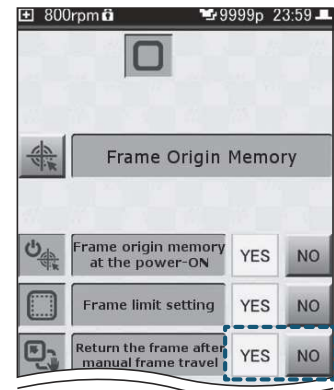 800rpm 9999p 23:59
Frame Origin Memory
Frame origin memory
at the power-ON
YES NO
Frame limit setting YES NO
Return the frame after
manual frame travel
YES NO